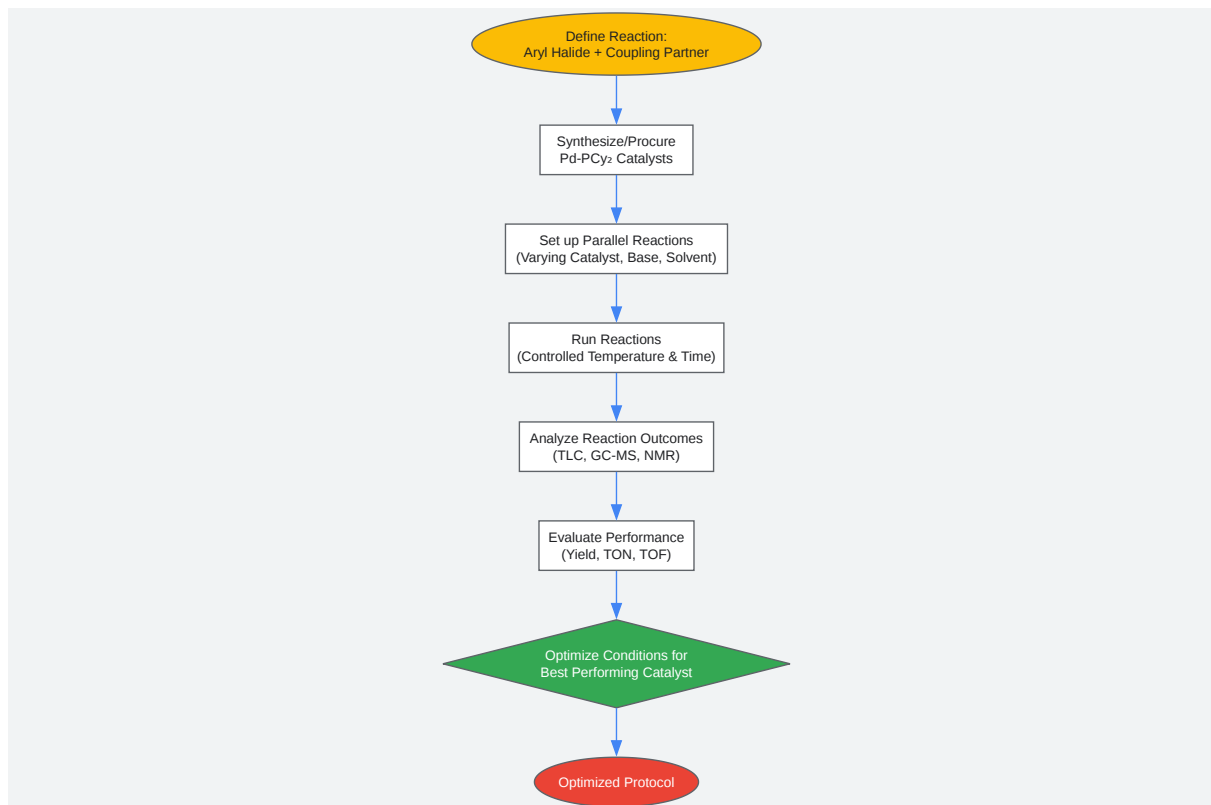 Define Reaction:
Aryl Halide + Coupling Partner
Synthesize/Procure
Pd-PCy₂ Catalysts
Set up Parallel Reactions
(Varying Catalyst, Base, Solvent)
Run Reactions
(Controlled Temperature & Time)
Analyze Reaction Outcomes
(TLC, GC-MS, NMR)
Evaluate Performance
(Yield, TON, TOF)
Optimize Conditions for
Best Performing Catalyst
Optimized Protocol